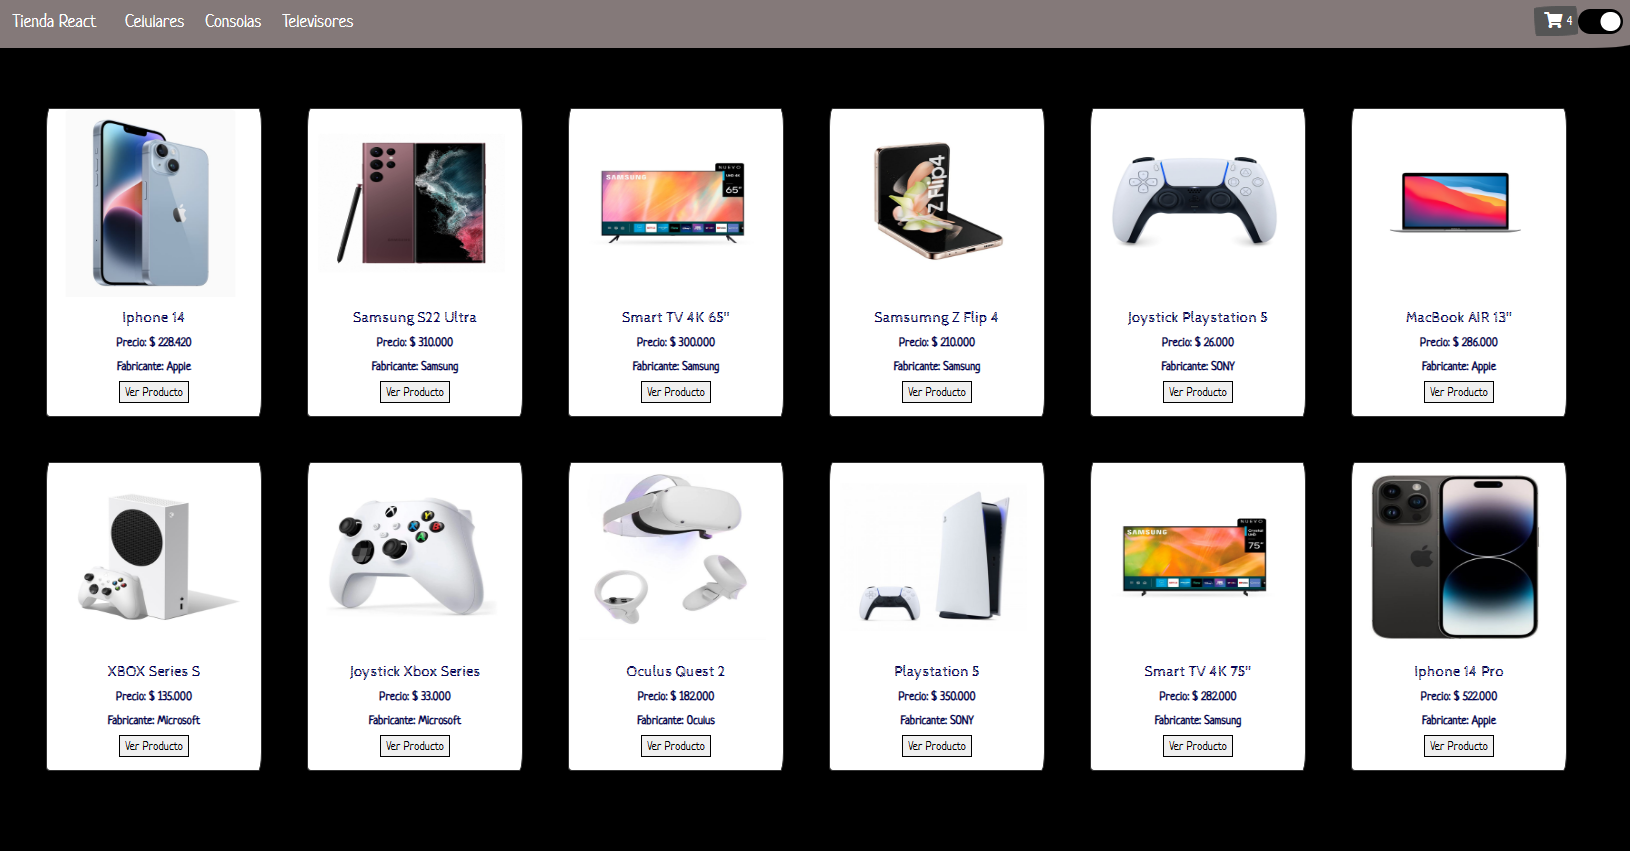 Tienda React Celulares Consolas Televisores 4
SAMSUNG NUEVO UHD 4K 65"
Z Flip4
Iphone 14
Precio: $ 228.420
Fabricante: Apple
Ver Producto
Samsung S22 Ultra
Precio: $ 310.000
Fabricante: Samsung
Ver Producto
Smart TV 4K 65"
Precio: $ 300.000
Fabricante: Samsung
Ver Producto
Samsumng Z Flip 4
Precio: $ 210.000
Fabricante: Samsung
Ver Producto
Joystick Playstation 5
Precio: $ 26.000
Fabricante: SONY
Ver Producto
MacBook AIR 13"
Precio: $ 286.000
Fabricante: Apple
Ver Producto
Y
X B
A
SAMSUNG NUEVO Crystal UHD 75"
XBOX Series S
Precio: $ 135.000
Fabricante: Microsoft
Ver Producto
Joystick Xbox Series
Precio: $ 33.000
Fabricante: Microsoft
Ver Producto
Oculus Quest 2
Precio: $ 182.000
Fabricante: Oculus
Ver Producto
Playstation 5
Precio: $ 350.000
Fabricante: SONY
Ver Producto
Smart TV 4K 75"
Precio: $ 282.000
Fabricante: Samsung
Ver Producto
Iphone 14 Pro
Precio: $ 522.000
Fabricante: Apple
Ver Producto